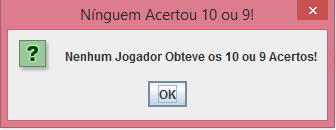 Nínguem Acertou 10 ou 9!
Nenhum Jogador Obteve os 10 ou 9 Acertos!
OK